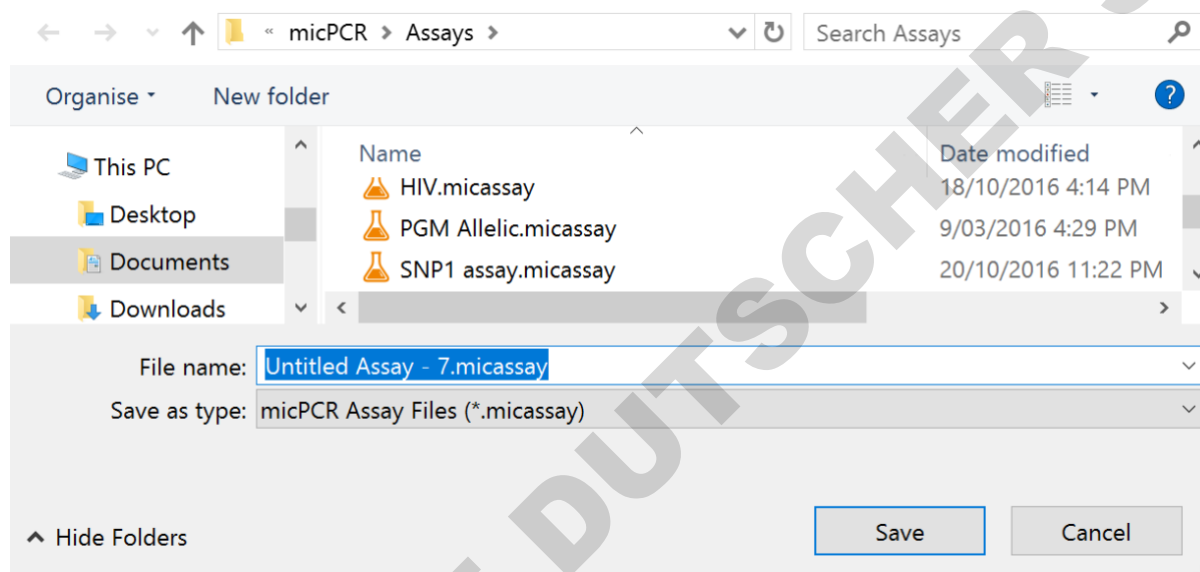 « micPCR > Assays >
Search Assays
Organise
New folder
?
This PC
Desktop
Documents
Downloads
Name
Date modified
HIV.micassay
18/10/2016 4:14 PM
PGM Allelic.micassay
9/03/2016 4:29 PM
SNP1 assay.micassay
20/10/2016 11:22 PM
File name: Untitled Assay - 7.micassay
Save as type: micPCR Assay Files (*.micassay)
Hide Folders
Save
Cancel
DUTSCHER